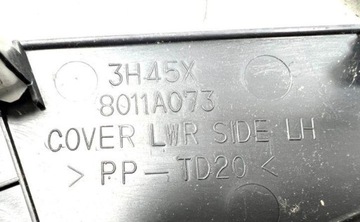 3H45X
8011A073
COVER LWR SIDE LH
> PP-TD20 <